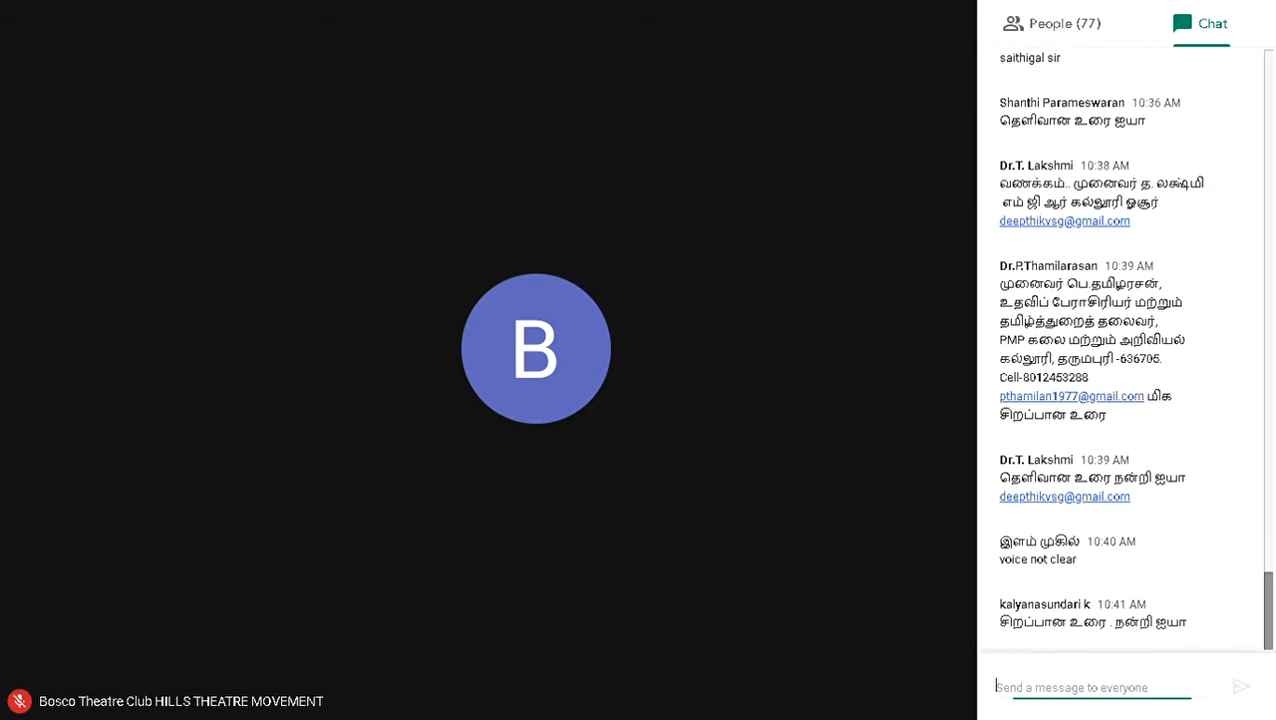 People (77)
Chat
saithigal sir
Shanthi Parameswaran 10:36 AM
தெளிவான உரை ஐயா
Dr.T. Lakshmi 10:38 AM
வணக்கம்.. முனைவர் த. லக்ஷ்மி
எம் ஜி ஆர் கல்லூரி ஓசூர்
deepthikvsg@gmail.com
Dr.P.Thamilarasan 10:39 AM
முனைவர் பெ.தமிழரசன்,
உதவிப் பேராசிரியர் மற்றும்
தமிழ்த்துறைத் தலைவர்,
PMP கலை மற்றும் அறிவியல்
கல்லூரி, தருமபுரி -636705.
Cell-8012453288
pthamilan1977@gmail.com மிக
சிறப்பான உரை
Dr.T. Lakshmi 10:39 AM
தெளிவான உரை நன்றி ஐயா
deepthikvsg@gmail.com
இளம் முகில் 10:40 AM
voice not clear
kalyanasundari k 10:41 AM
சிறப்பான உரை . நன்றி ஐயா
Send a message to everyone
B
Bosco Theatre Club HILLS THEATRE MOVEMENT